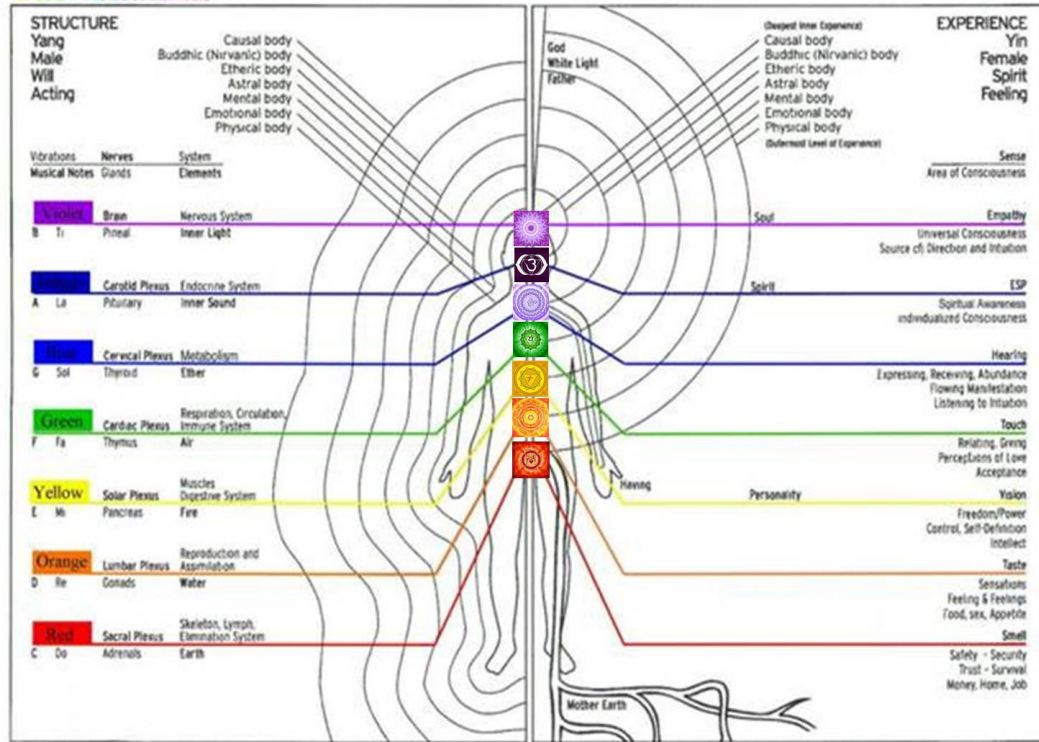 STRUCTURE
Yang
Male
Will
Acting
Causal body
Buddhic (Nirvanic) body
Etheric body
Astral body
Mental body
Emotional body
Physical body
God
White Light
Father
(Deepest Inner Experience)
Causal body
Buddhic (Nirvanic) body
Etheric body
Astral body
Mental body
Emotional body
Physical body
(Outermost Level of Experience)
EXPERIENCE
Yin
Female
Spirit
Feeling
Vibrations Nerves System
Musical Notes Glands Elements
Sense
Area of Consciousness
Violet Brain Nervous System
B Ti Pineal Inner Light
Soul Empathy
Universal Consciousness
Source of) Direction and Intuition
Carotid Plexus Endocrine System
A La Pituitary Inner Sound
Spirit ESP
Spiritual Awareness
individualized Consciousness
Blue Cervical Plexus Metabolism
G Sol Thyroid Ether
Hearing
Expressing, Receiving, Abundance
Flowing Manifestation
Listening to Intuition
Green Cardiac Plexus Respiration, Circulation,
Immune System
F Fa Thymus Air
Touch
Relating, Giving
Perceptions of Love
Acceptance
Yellow Solar Plexus Muscles
Digestive System
E Mi Pancreas Fire
Having Personality Vision
Freedom/Power
Control, Self-Definition
Intellect
Orange Lumbar Plexus Reproduction and
Assimilation
D Re Gonads Water
Taste
Sensations
Feeling & Feelings
Food, sex, Appetite
Red Sacral Plexus Skeleton, Lymph,
Elimination System
C Do Adrenals Earth
Smell
Safety - Security
Trust - Survival
Money, Home, Job
Mother Earth